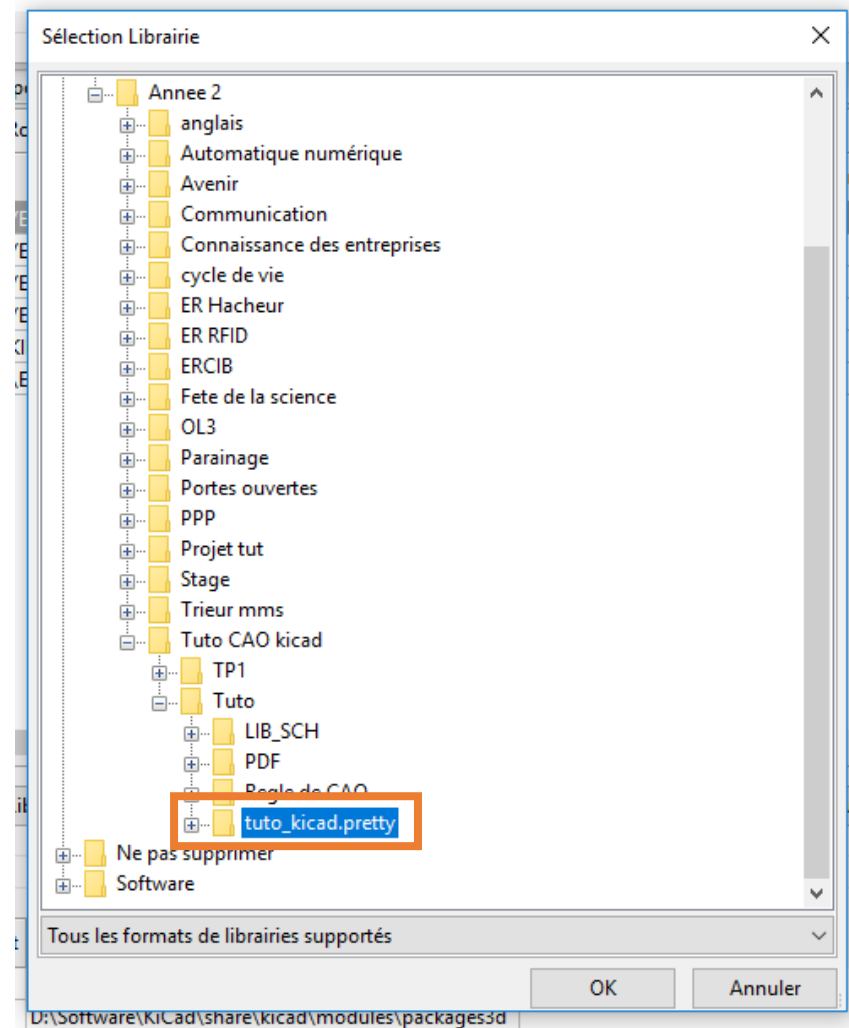 Sélection Librairie
Annee 2
anglais
Automatique numérique
Avenir
Communication
Connaissance des entreprises
cycle de vie
ER Hacheur
ER RFID
ERCIB
Fete de la science
OL3
Parainage
Portes ouvertes
PPP
Projet tut
Stage
Trieur mms
Tuto CAO kicad
TP1
Tuto
LIB_SCH
PDF
Regle de CAO
tuto_kicad.pretty
Ne pas supprimer
Software
Tous les formats de librairies supportés
OK Annuler
D:\Software\KiCad\share\kicad\modules\packages3d